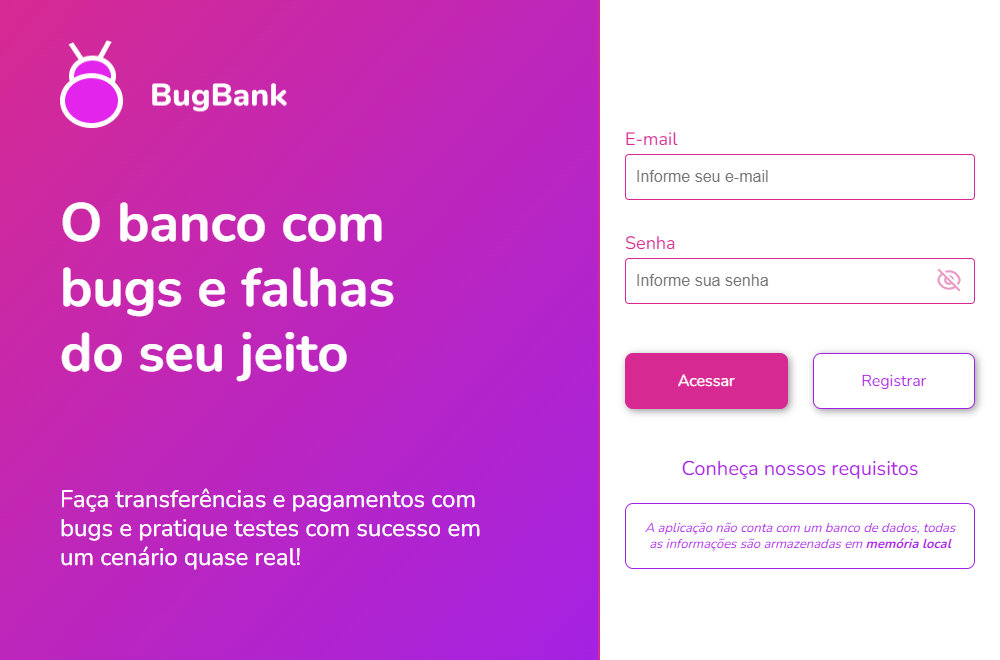 BugBank
O banco com
bugs e falhas
do seu jeito
Faça transferências e pagamentos com
bugs e pratique testes com sucesso em
um cenário quase real!
E-mail
Informe seu e-mail
Senha
Informe sua senha
Acessar
Registrar
Conheça nossos requisitos
A aplicação não conta com um banco de dados, todas
as informações são armazenadas em memória local